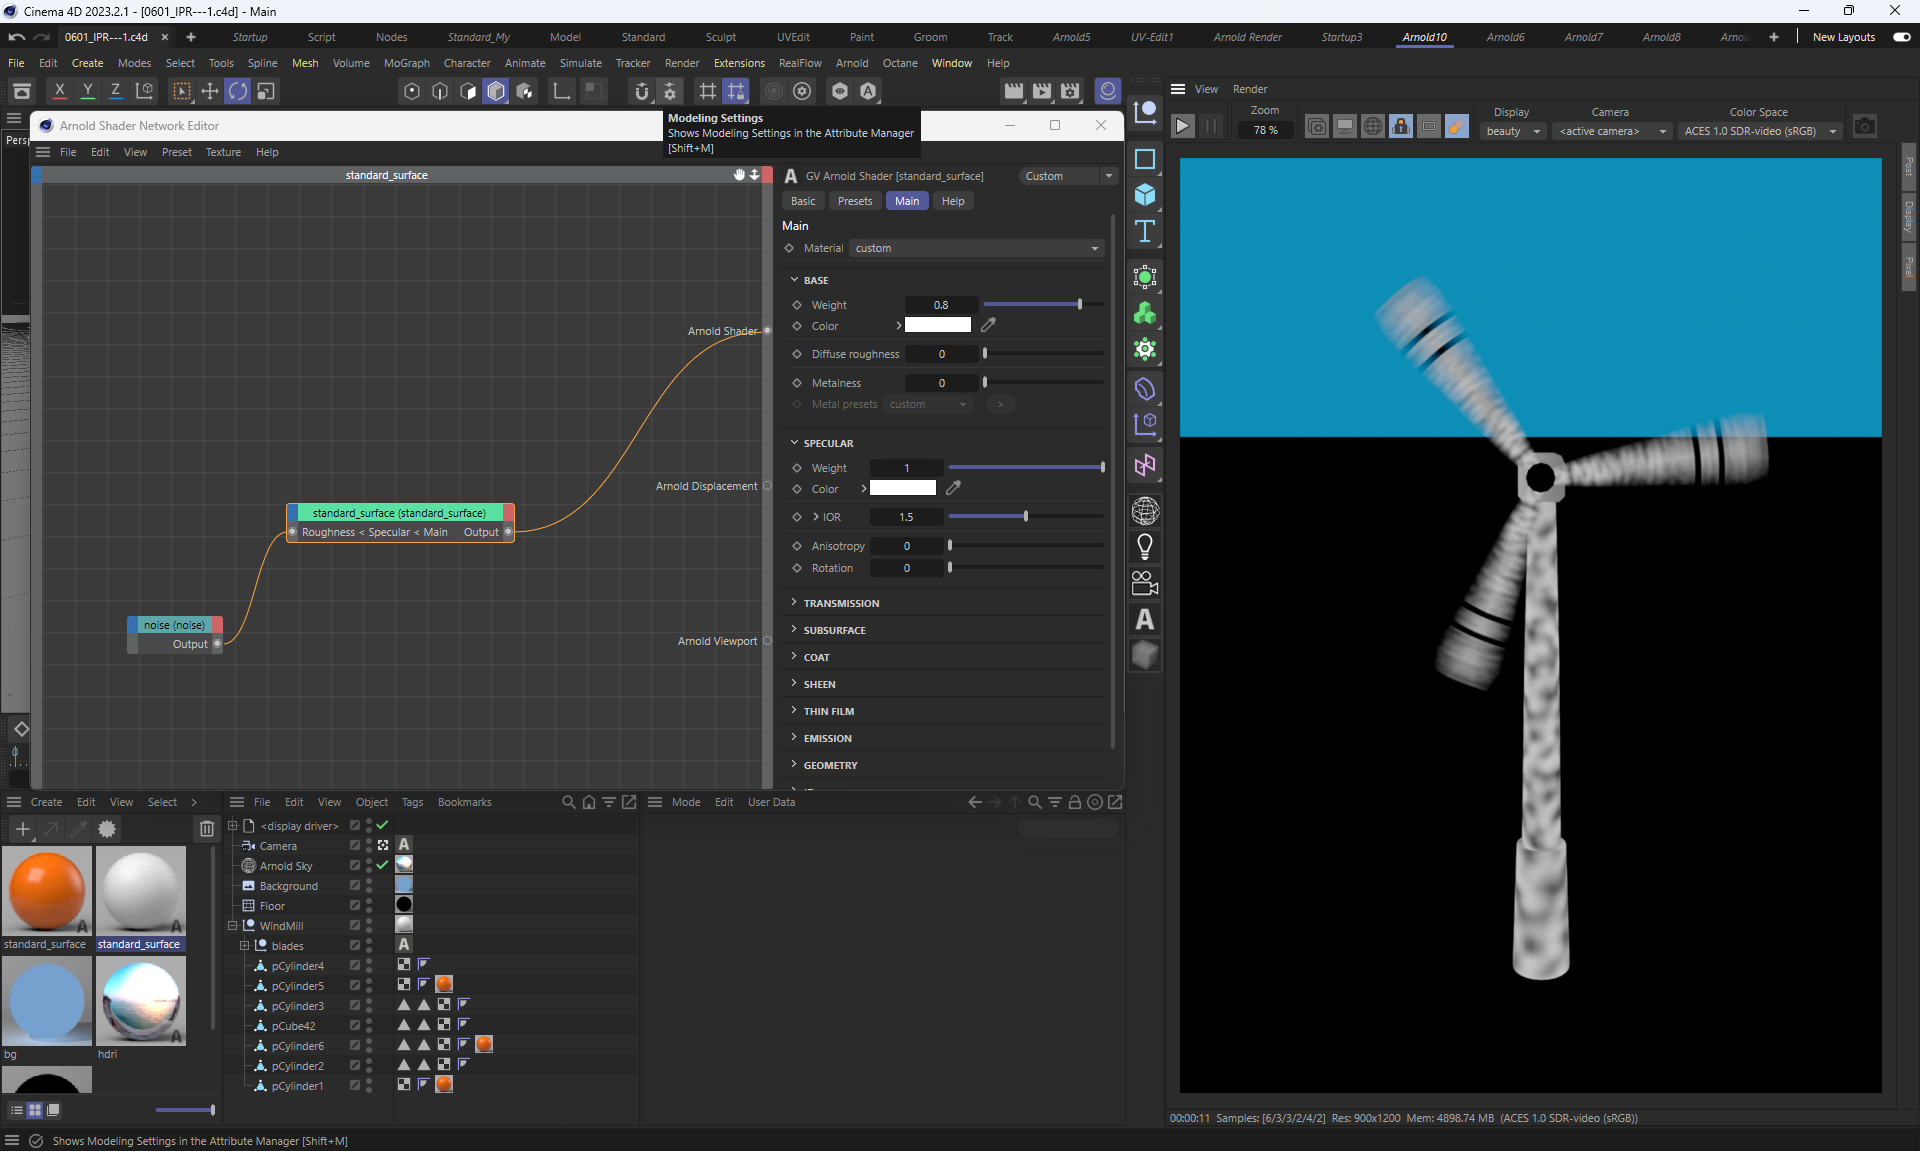 Cinema 4D 2023.2.1 - [0601_IPR---1.c4d] - Main
0601_IPR---1.c4d
Startup
Script
Nodes
Standard_My
Model
Standard
Sculpt
UVEdit
Paint
Groom
Track
Arnold5
UV-Edit1
Arnold Render
Startup3
Arnold10
Arnold6
Arnold7
Arnold8
New Layouts
File Edit Create Modes Select Tools Spline Mesh Volume MoGraph Character Animate Simulate Tracker Render Extensions RealFlow Arnold Octane Window Help
X Y Z
View Render
Zoom
78 %
Display
beauty
Camera
<active camera>
Color Space
ACES 1.0 SDR-video (sRGB)
Modeling Settings
Shows Modeling Settings in the Attribute Manager
[Shift+M]
Arnold Shader Network Editor
File Edit View Preset Texture Help
standard_surface
Arnold Shader
Arnold Displacement
Arnold Viewport
standard_surface (standard_surface)
Roughness < Specular < Main Output
noise (noise)
Output
GV Arnold Shader [standard_surface]
Custom
Basic Presets Main Help
Main
Material custom
BASE
Weight 0.8
Color
Diffuse roughness 0
Metalness 0
Metal presets custom >
SPECULAR
Weight 1
Color
IOR 1.5
Anisotropy 0
Rotation 0
TRANSMISSION
SUBSURFACE
COAT
SHEEN
THIN FILM
EMISSION
GEOMETRY
Post
Display
Pixel
Create Edit View Select
standard_surface
standard_surface
bg
hdri
File Edit View Object Tags Bookmarks
<display driver>
Camera
Arnold Sky
Background
Floor
WindMill
blades
pCylinder4
pCylinder5
pCylinder3
pCube42
pCylinder6
pCylinder2
pCylinder1
Mode Edit User Data
00:00:11 Samples: [6/3/3/2/4/2] Res: 900x1200 Mem: 4898.74 MB (ACES 1.0 SDR-video (sRGB))
Shows Modeling Settings in the Attribute Manager [Shift+M]